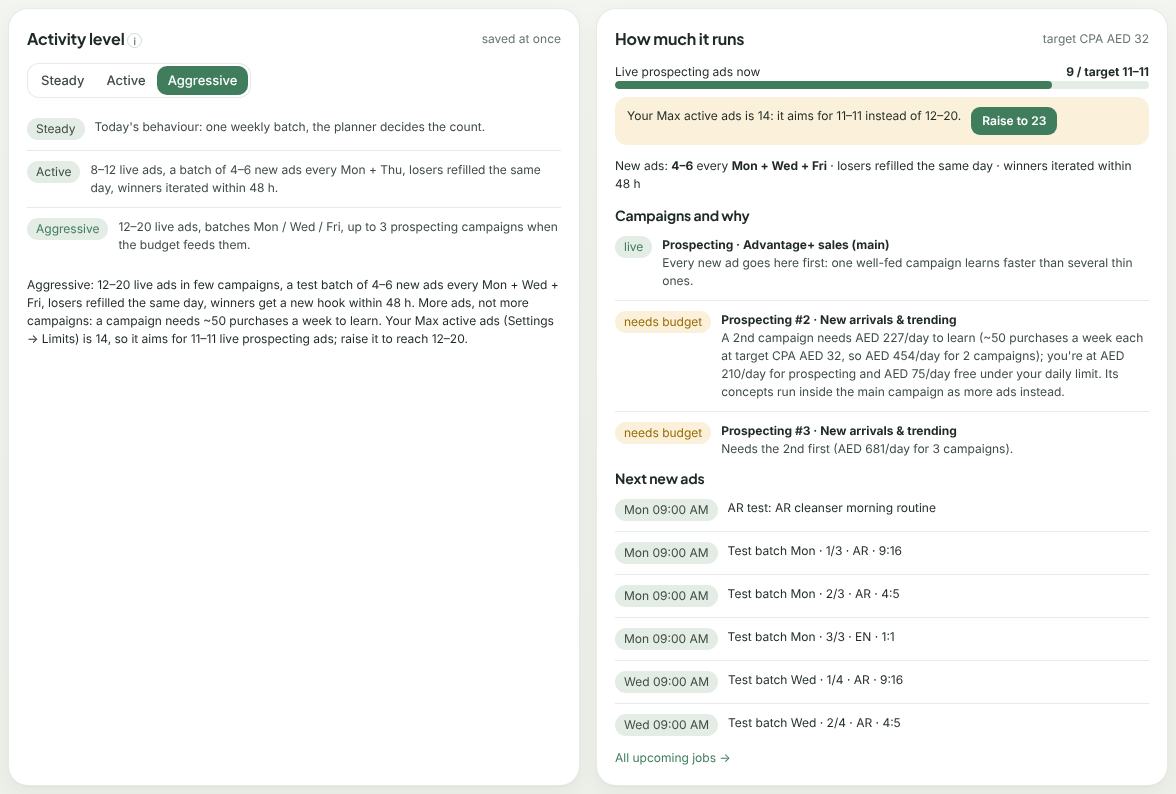 Activity level i
saved at once
Steady
Active
Aggressive
Steady
Today's behaviour: one weekly batch, the planner decides the count.
Active
8–12 live ads, a batch of 4–6 new ads every Mon + Thu, losers refilled the same
day, winners iterated within 48 h.
Aggressive
12–20 live ads, batches Mon / Wed / Fri, up to 3 prospecting campaigns when
the budget feeds them.
Aggressive: 12–20 live ads in few campaigns, a test batch of 4–6 new ads every Mon + Wed +
Fri, losers refilled the same day, winners get a new hook within 48 h. More ads, not more
campaigns: a campaign needs ~50 purchases a week to learn. Your Max active ads (Settings
→ Limits) is 14, so it aims for 11–11 live prospecting ads; raise it to reach 12–20.
How much it runs
target CPA AED 32
Live prospecting ads now
9 / target 11–11
Your Max active ads is 14: it aims for 11–11 instead of 12–20.
Raise to 23
New ads: 4–6 every Mon + Wed + Fri · losers refilled the same day · winners iterated within
48 h
Campaigns and why
live
Prospecting · Advantage+ sales (main)
Every new ad goes here first: one well-fed campaign learns faster than several thin
ones.
needs budget
Prospecting #2 · New arrivals & trending
A 2nd campaign needs AED 227/day to learn (~50 purchases a week each
at target CPA AED 32, so AED 454/day for 2 campaigns); you're at AED
210/day for prospecting and AED 75/day free under your daily limit. Its
concepts run inside the main campaign as more ads instead.
needs budget
Prospecting #3 · New arrivals & trending
Needs the 2nd first (AED 681/day for 3 campaigns).
Next new ads
Mon 09:00 AM
AR test: AR cleanser morning routine
Mon 09:00 AM
Test batch Mon · 1/3 · AR · 9:16
Mon 09:00 AM
Test batch Mon · 2/3 · AR · 4:5
Mon 09:00 AM
Test batch Mon · 3/3 · EN · 1:1
Wed 09:00 AM
Test batch Wed · 1/4 · AR · 9:16
Wed 09:00 AM
Test batch Wed · 2/4 · AR · 4:5
All upcoming jobs →